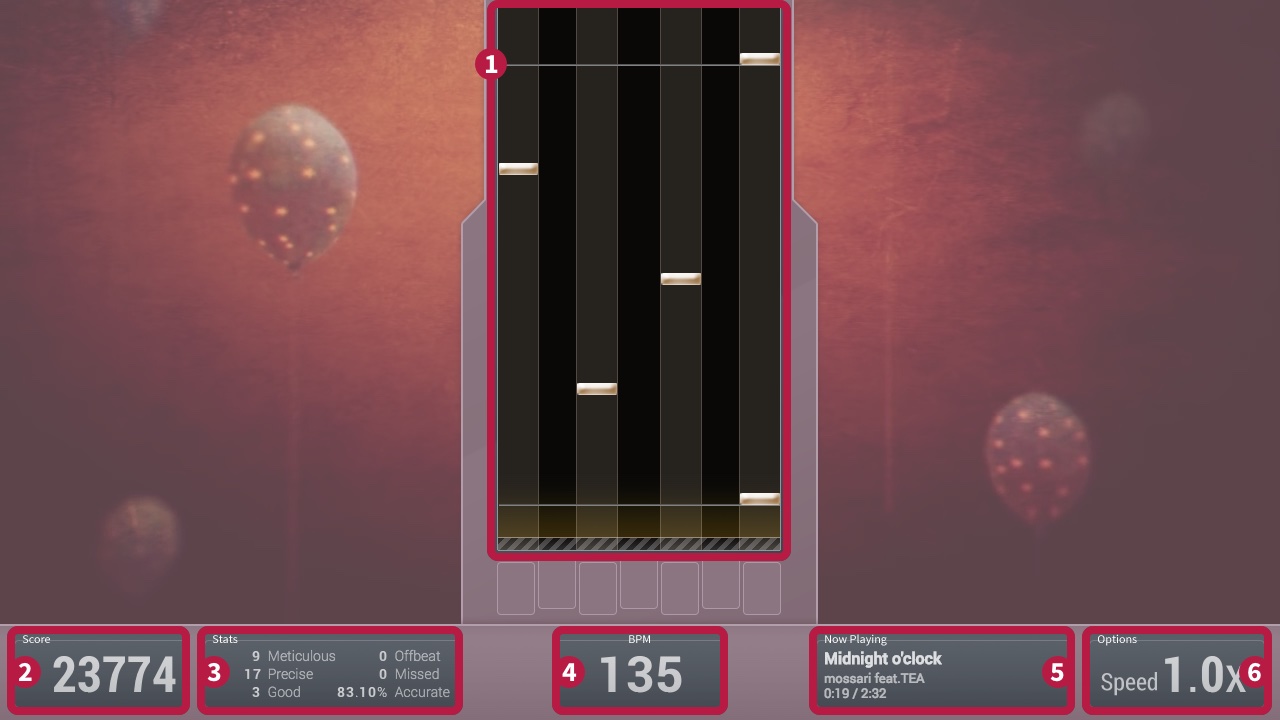 1
Score
2 23774
Stats
3
9 Meticulous 0 Offbeat
17 Precise 0 Missed
3 Good 83.10% Accurate
BPM
4 135
Now Playing
Midnight o'clock
mossari feat.TEA
0:19 / 2:32
5
Options
Speed 1.0x 6